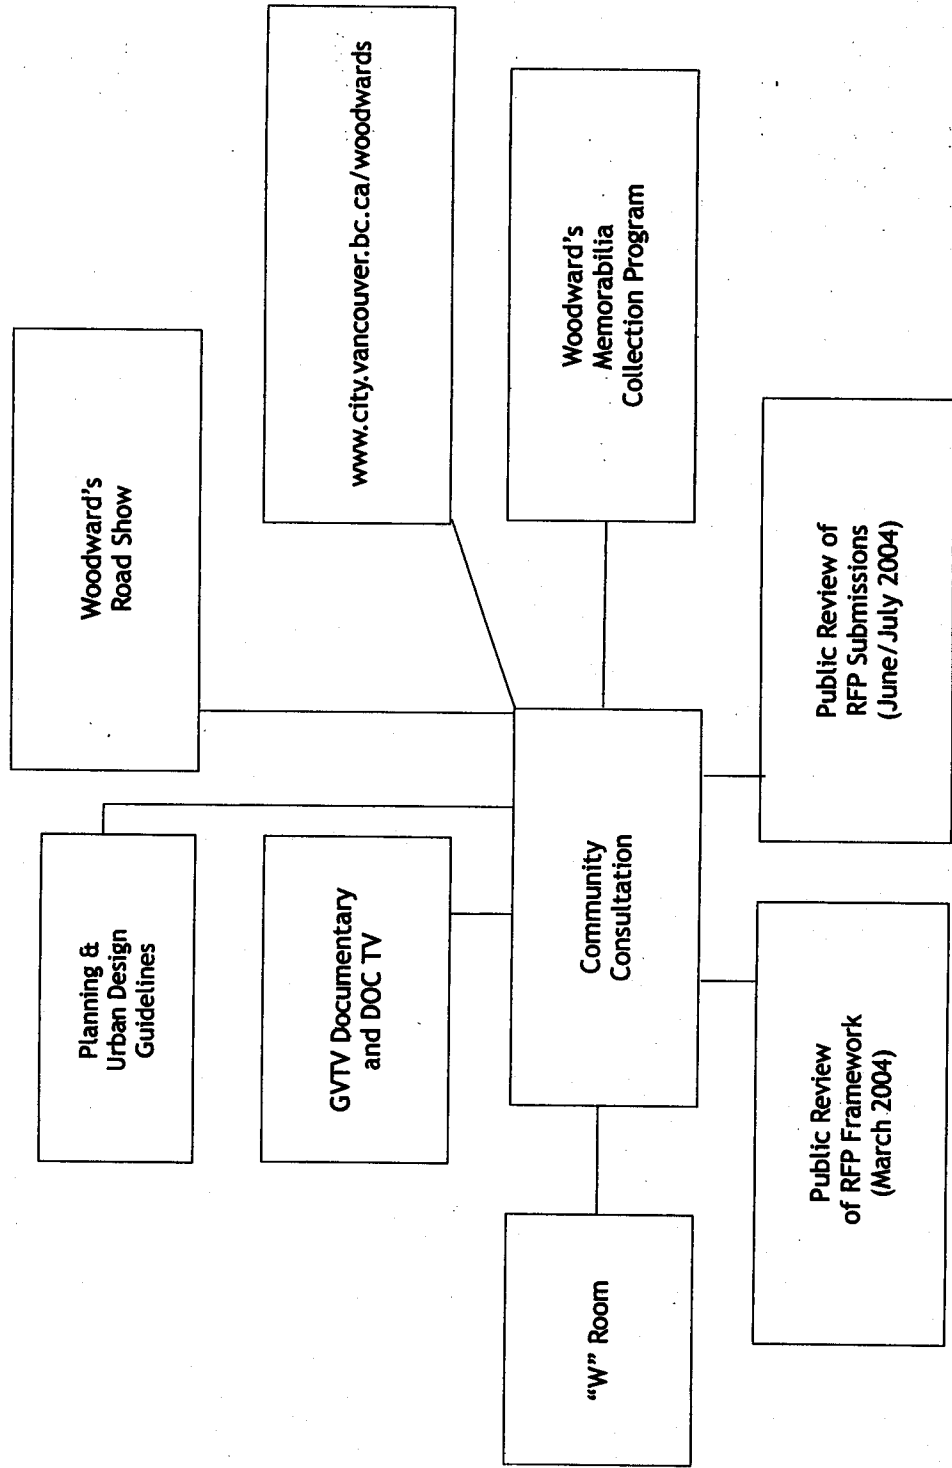 Planning &
Urban Design
Guidelines
Woodward's
Road Show
GVTV Documentary
and DOC TV
www.city.vancouver.bc.ca/woodwards
"W" Room
Community
Consultation
Woodward's
Memorabilia
Collection Program
Public Review
of RFP Framework
(March 2004)
Public Review of
RFP Submissions
(June/July 2004)